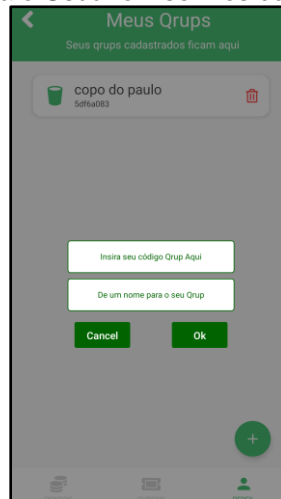 Meus Qrups
Seus qrups cadastrados ficam aqui
copo do paulo
5df6a083
Insira seu código Qrup Aqui
De um nome para o seu Qrup
Cancel
Ok
+